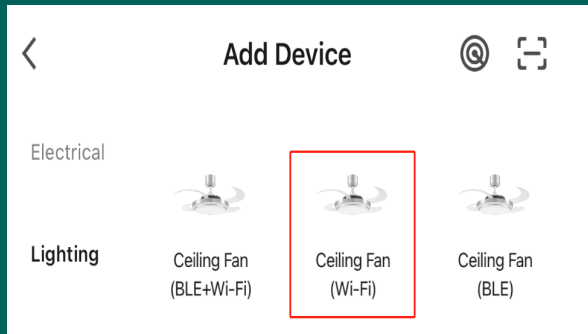 Add Device
Electrical
Lighting
Ceiling Fan
(BLE+Wi-Fi)
Ceiling Fan
(Wi-Fi)
Ceiling Fan
(BLE)